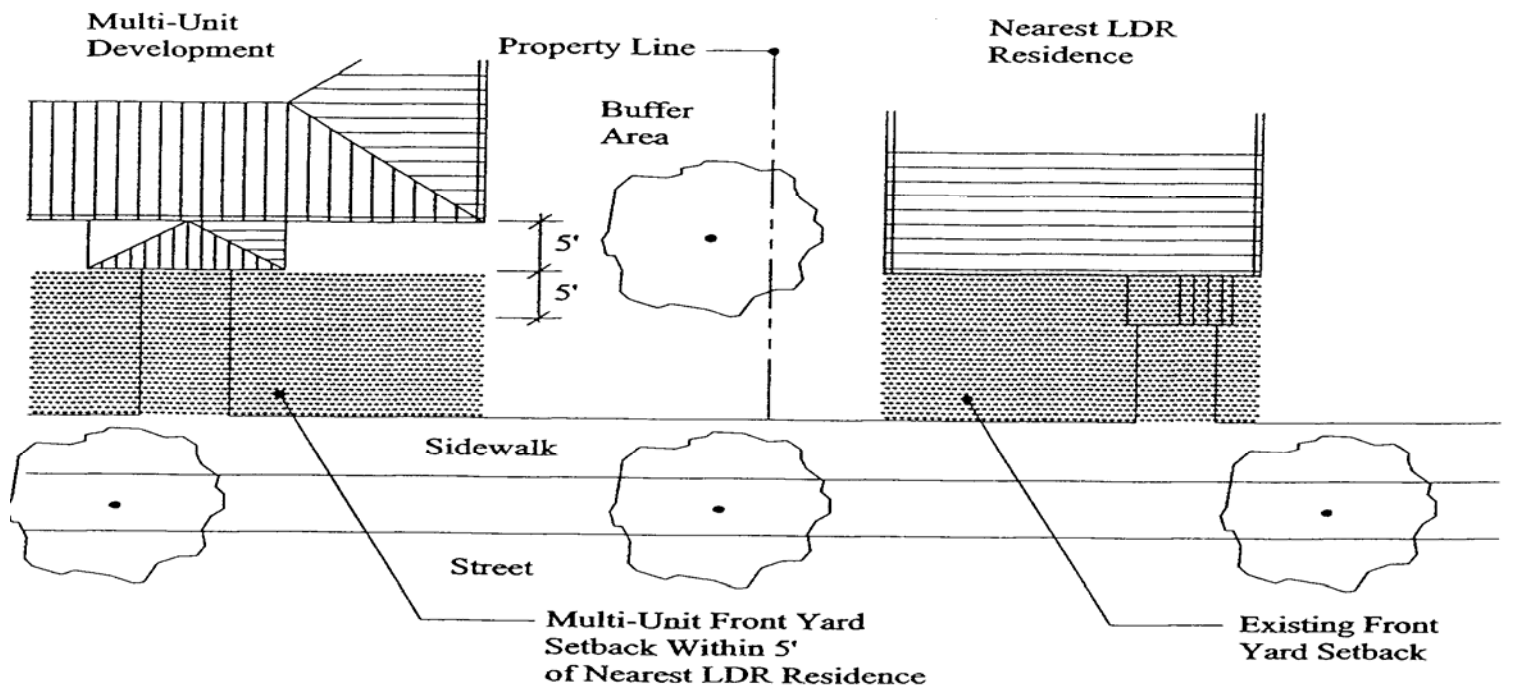 Multi-Unit
Development
Property Line
Nearest LDR
Residence
Buffer
Area
5'
5'
Sidewalk
Street
Multi-Unit Front Yard
Setback Within 5'
of Nearest LDR Residence
Existing Front
Yard Setback